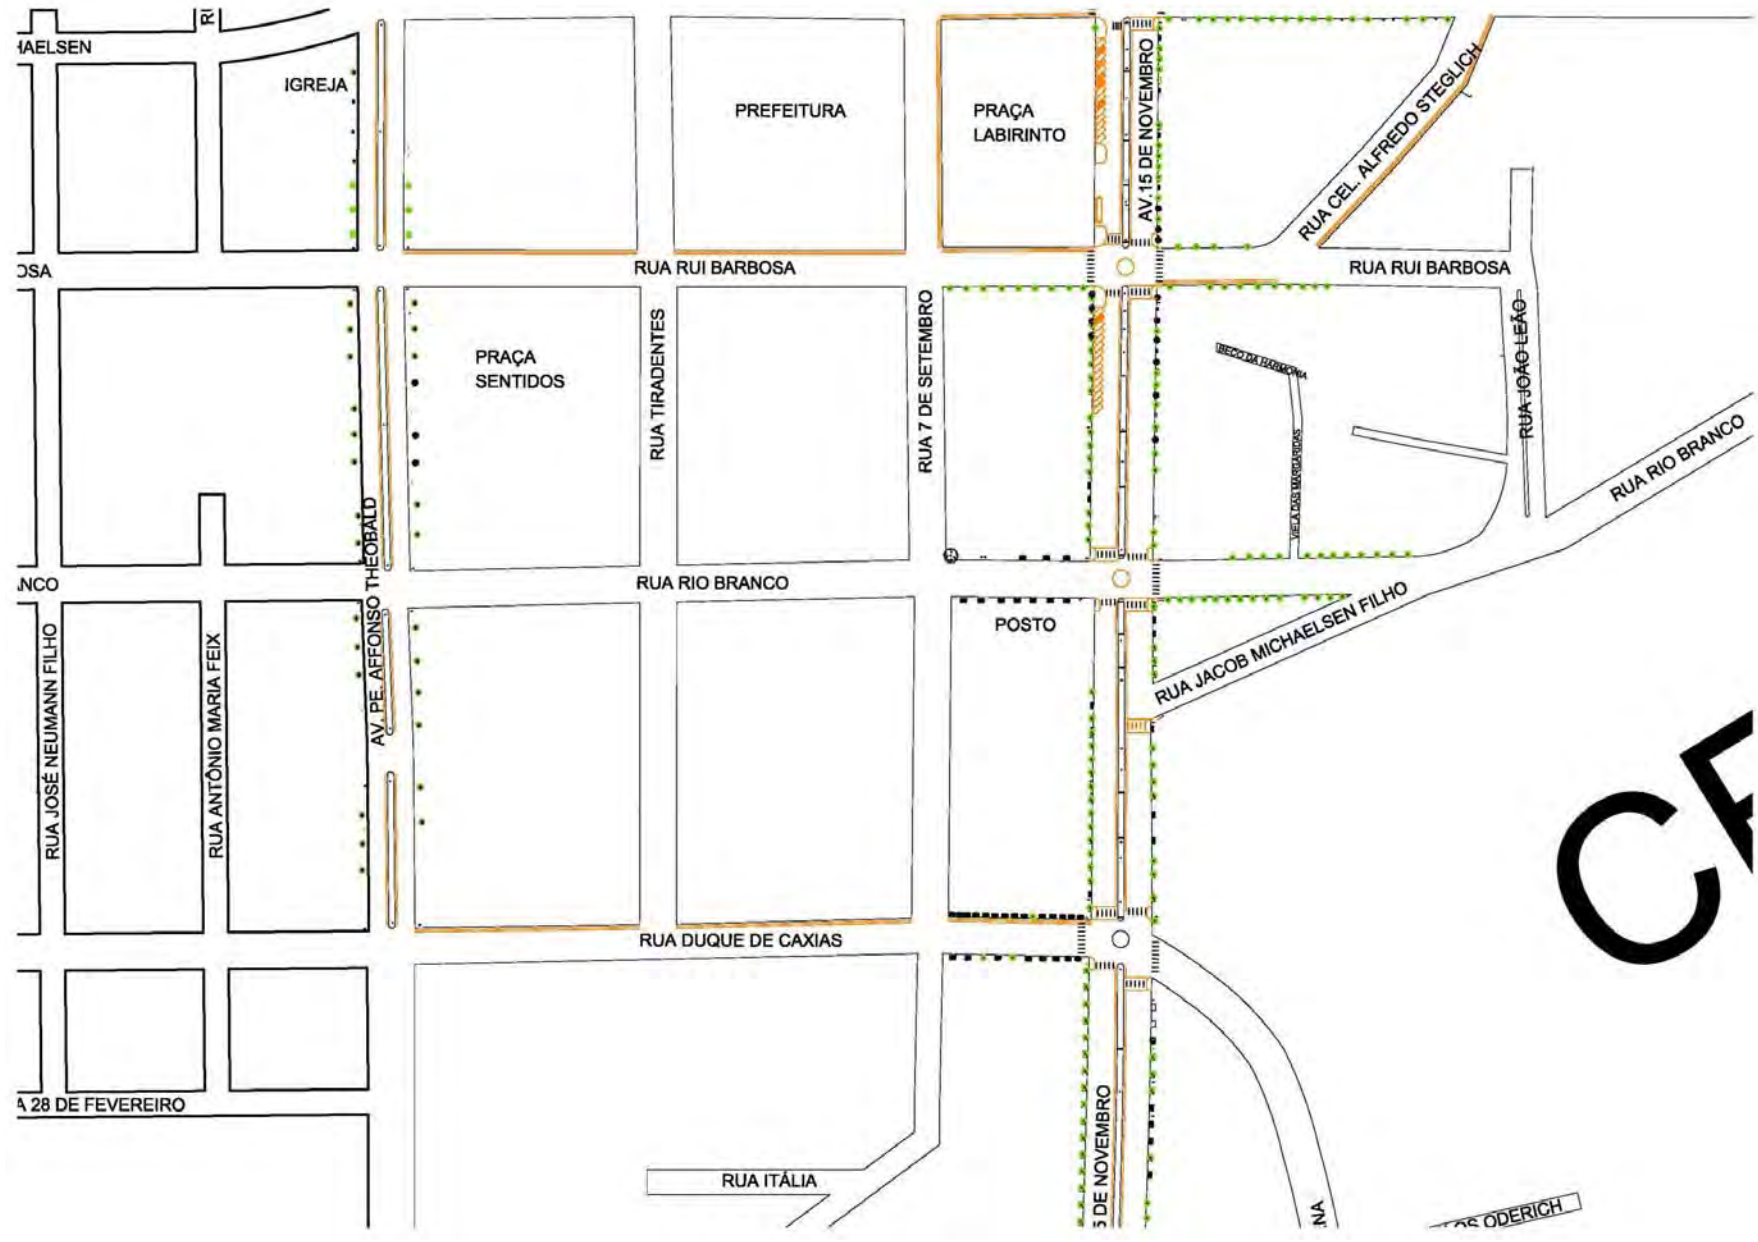 HAELSEN
RI
IGREJA
PREFEITURA
PRAÇA
LABIRINTO
AV.15 DE NOVEMBRO
RUA CEL. ALFREDO STEGLICH
OSA
RUA RUI BARBOSA
RUA RUI BARBOSA
PRAÇA
SENTIDOS
RUA TIRADENTES
RUA 7 DE SETEMBRO
BECO DA HARMONIA
VIELA DAS MARGARIDAS
RUA JOÃO LEÃO
RUA RIO BRANCO
NCO
AV. PE. AFFONSO THEOBALD
RUA RIO BRANCO
POSTO
RUA JACOB MICHAELSEN FILHO
RUA JOSÉ NEUMANN FILHO
RUA ANTÔNIO MARIA FEIX
CE
RUA DUQUE DE CAXIAS
A 28 DE FEVEREIRO
RUA ITÁLIA
5 DE NOVEMBRO
NA
OS ODERICH